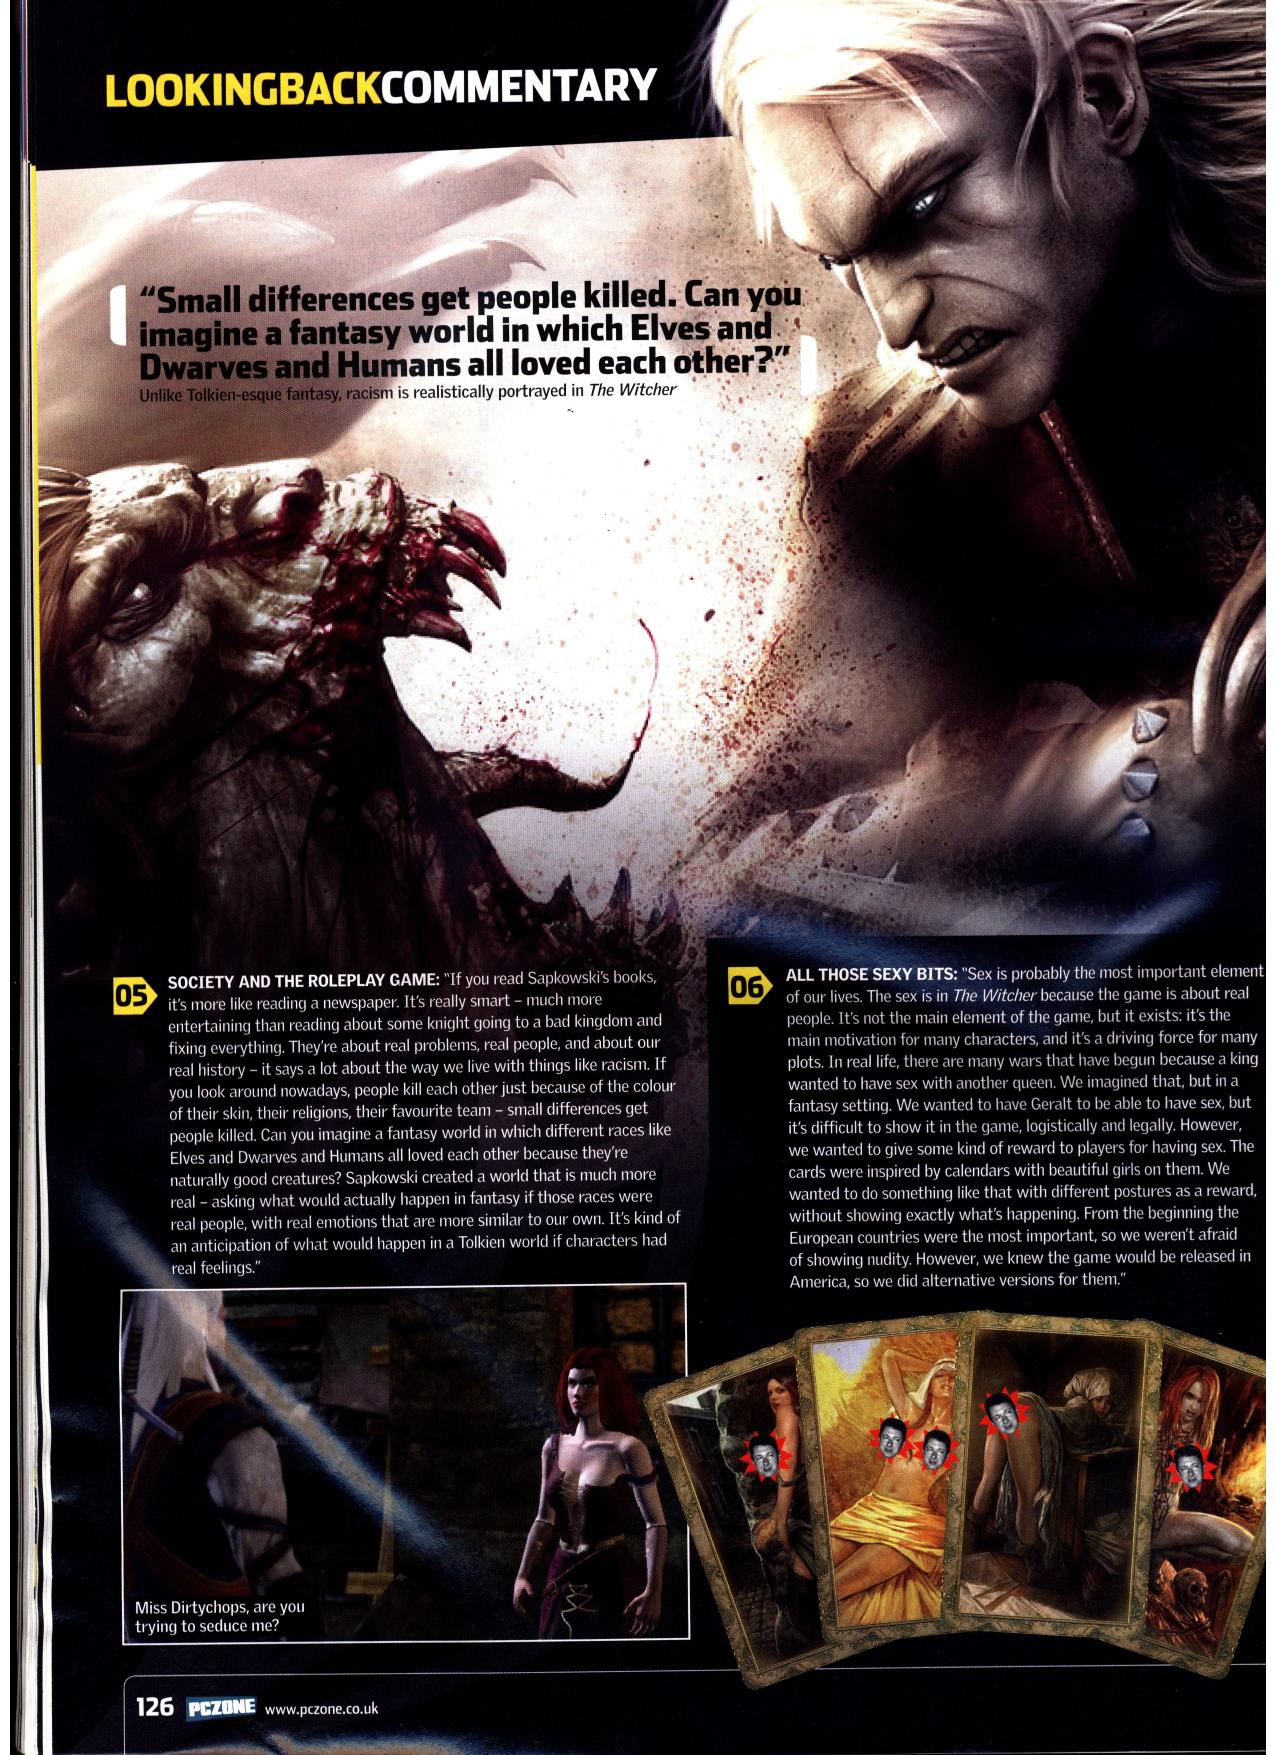 LOOKINGBACKCOMMENTARY
“Small differences get people killed. Can you
imagine a fantasy world in which Elves and
Dwarves and Humans all loved each other?”
Unlike Tolkien-esque fantasy, racism is realistically portrayed in The Witcher
05
SOCIETY AND THE ROLEPLAY GAME: “If you read Sapkowski’s books,
it’s more like reading a newspaper. It’s really smart – much more
entertaining than reading about some knight going to a bad kingdom and
fixing everything. They’re about real problems, real people, and about our
real history – it says a lot about the way we live with things like racism. If
you look around nowadays, people kill each other just because of the colour
of their skin, their religions, their favourite team – small differences get
people killed. Can you imagine a fantasy world in which different races like
Elves and Dwarves and Humans all loved each other because they’re
naturally good creatures? Sapkowski created a world that is much more
real – asking what would actually happen in fantasy if those races were
real people, with real emotions that are more similar to our own. It’s kind of
an anticipation of what would happen in a Tolkien world if characters had
real feelings.”
Miss Dirtychops, are you
trying to seduce me?
06
ALL THOSE SEXY BITS: “Sex is probably the most important element
of our lives. The sex is in The Witcher because the game is about real
people. It’s not the main element of the game, but it exists: it’s the
main motivation for many characters, and it’s a driving force for many
plots. In real life, there are many wars that have begun because a king
wanted to have sex with another queen. We imagined that, but in a
fantasy setting. We wanted to have Geralt to be able to have sex, but
it’s difficult to show it in the game, logistically and legally. However,
we wanted to give some kind of reward to players for having sex. The
cards were inspired by calendars with beautiful girls on them. We
wanted to do something like that with different postures as a reward,
without showing exactly what’s happening. From the beginning the
European countries were the most important, so we weren’t afraid
of showing nudity. However, we knew the game would be released in
America, so we did alternative versions for them.”
126 PCZONE www.pczone.co.uk